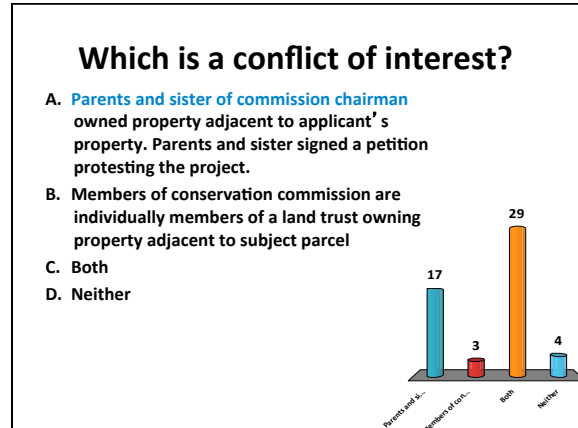 Which is a conflict of interest?
A. Parents and sister of commission chairman
owned property adjacent to applicant’s
property. Parents and sister signed a petition
protesting the project.
B. Members of conservation commission are
individually members of a land trust owning
property adjacent to subject parcel
C. Both
D. Neither
29
17
3
4
Parents and si...
Members of con...
Both
Neither